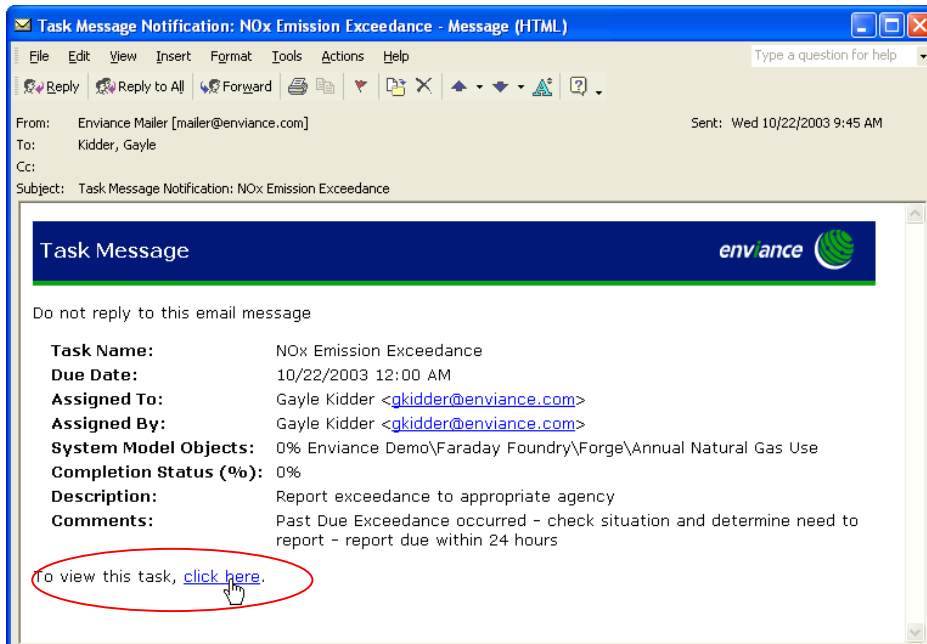 Task Message Notification: NOx Emission Exceedance - Message (HTML)
File Edit View Insert Format Tools Actions Help Type a question for help
Reply Reply to All Forward
From: Enviance Mailer [mailer@enviance.com] Sent: Wed 10/22/2003 9:45 AM
To: Kidder, Gayle
Cc:
Subject: Task Message Notification: NOx Emission Exceedance
Task Message enviance
Do not reply to this email message
Task Name: NOx Emission Exceedance
Due Date: 10/22/2003 12:00 AM
Assigned To: Gayle Kidder <gkidder@enviance.com>
Assigned By: Gayle Kidder <gkidder@enviance.com>
System Model Objects: 0% Enviance Demo\Faraday Foundry\Forge\Annual Natural Gas Use
Completion Status (%): 0%
Description: Report exceedance to appropriate agency
Comments: Past Due Exceedance occurred - check situation and determine need to
report - report due within 24 hours
To view this task, click here.